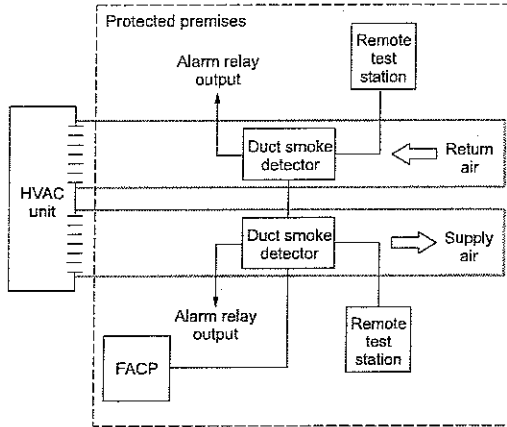 Protected premises
Remote
test
station
Alarm relay
output
Duct smoke
detector
Return
air
HVAC
unit
Duct smoke
detector
Supply
air
Alarm relay
output
Remote
test
station
FACP